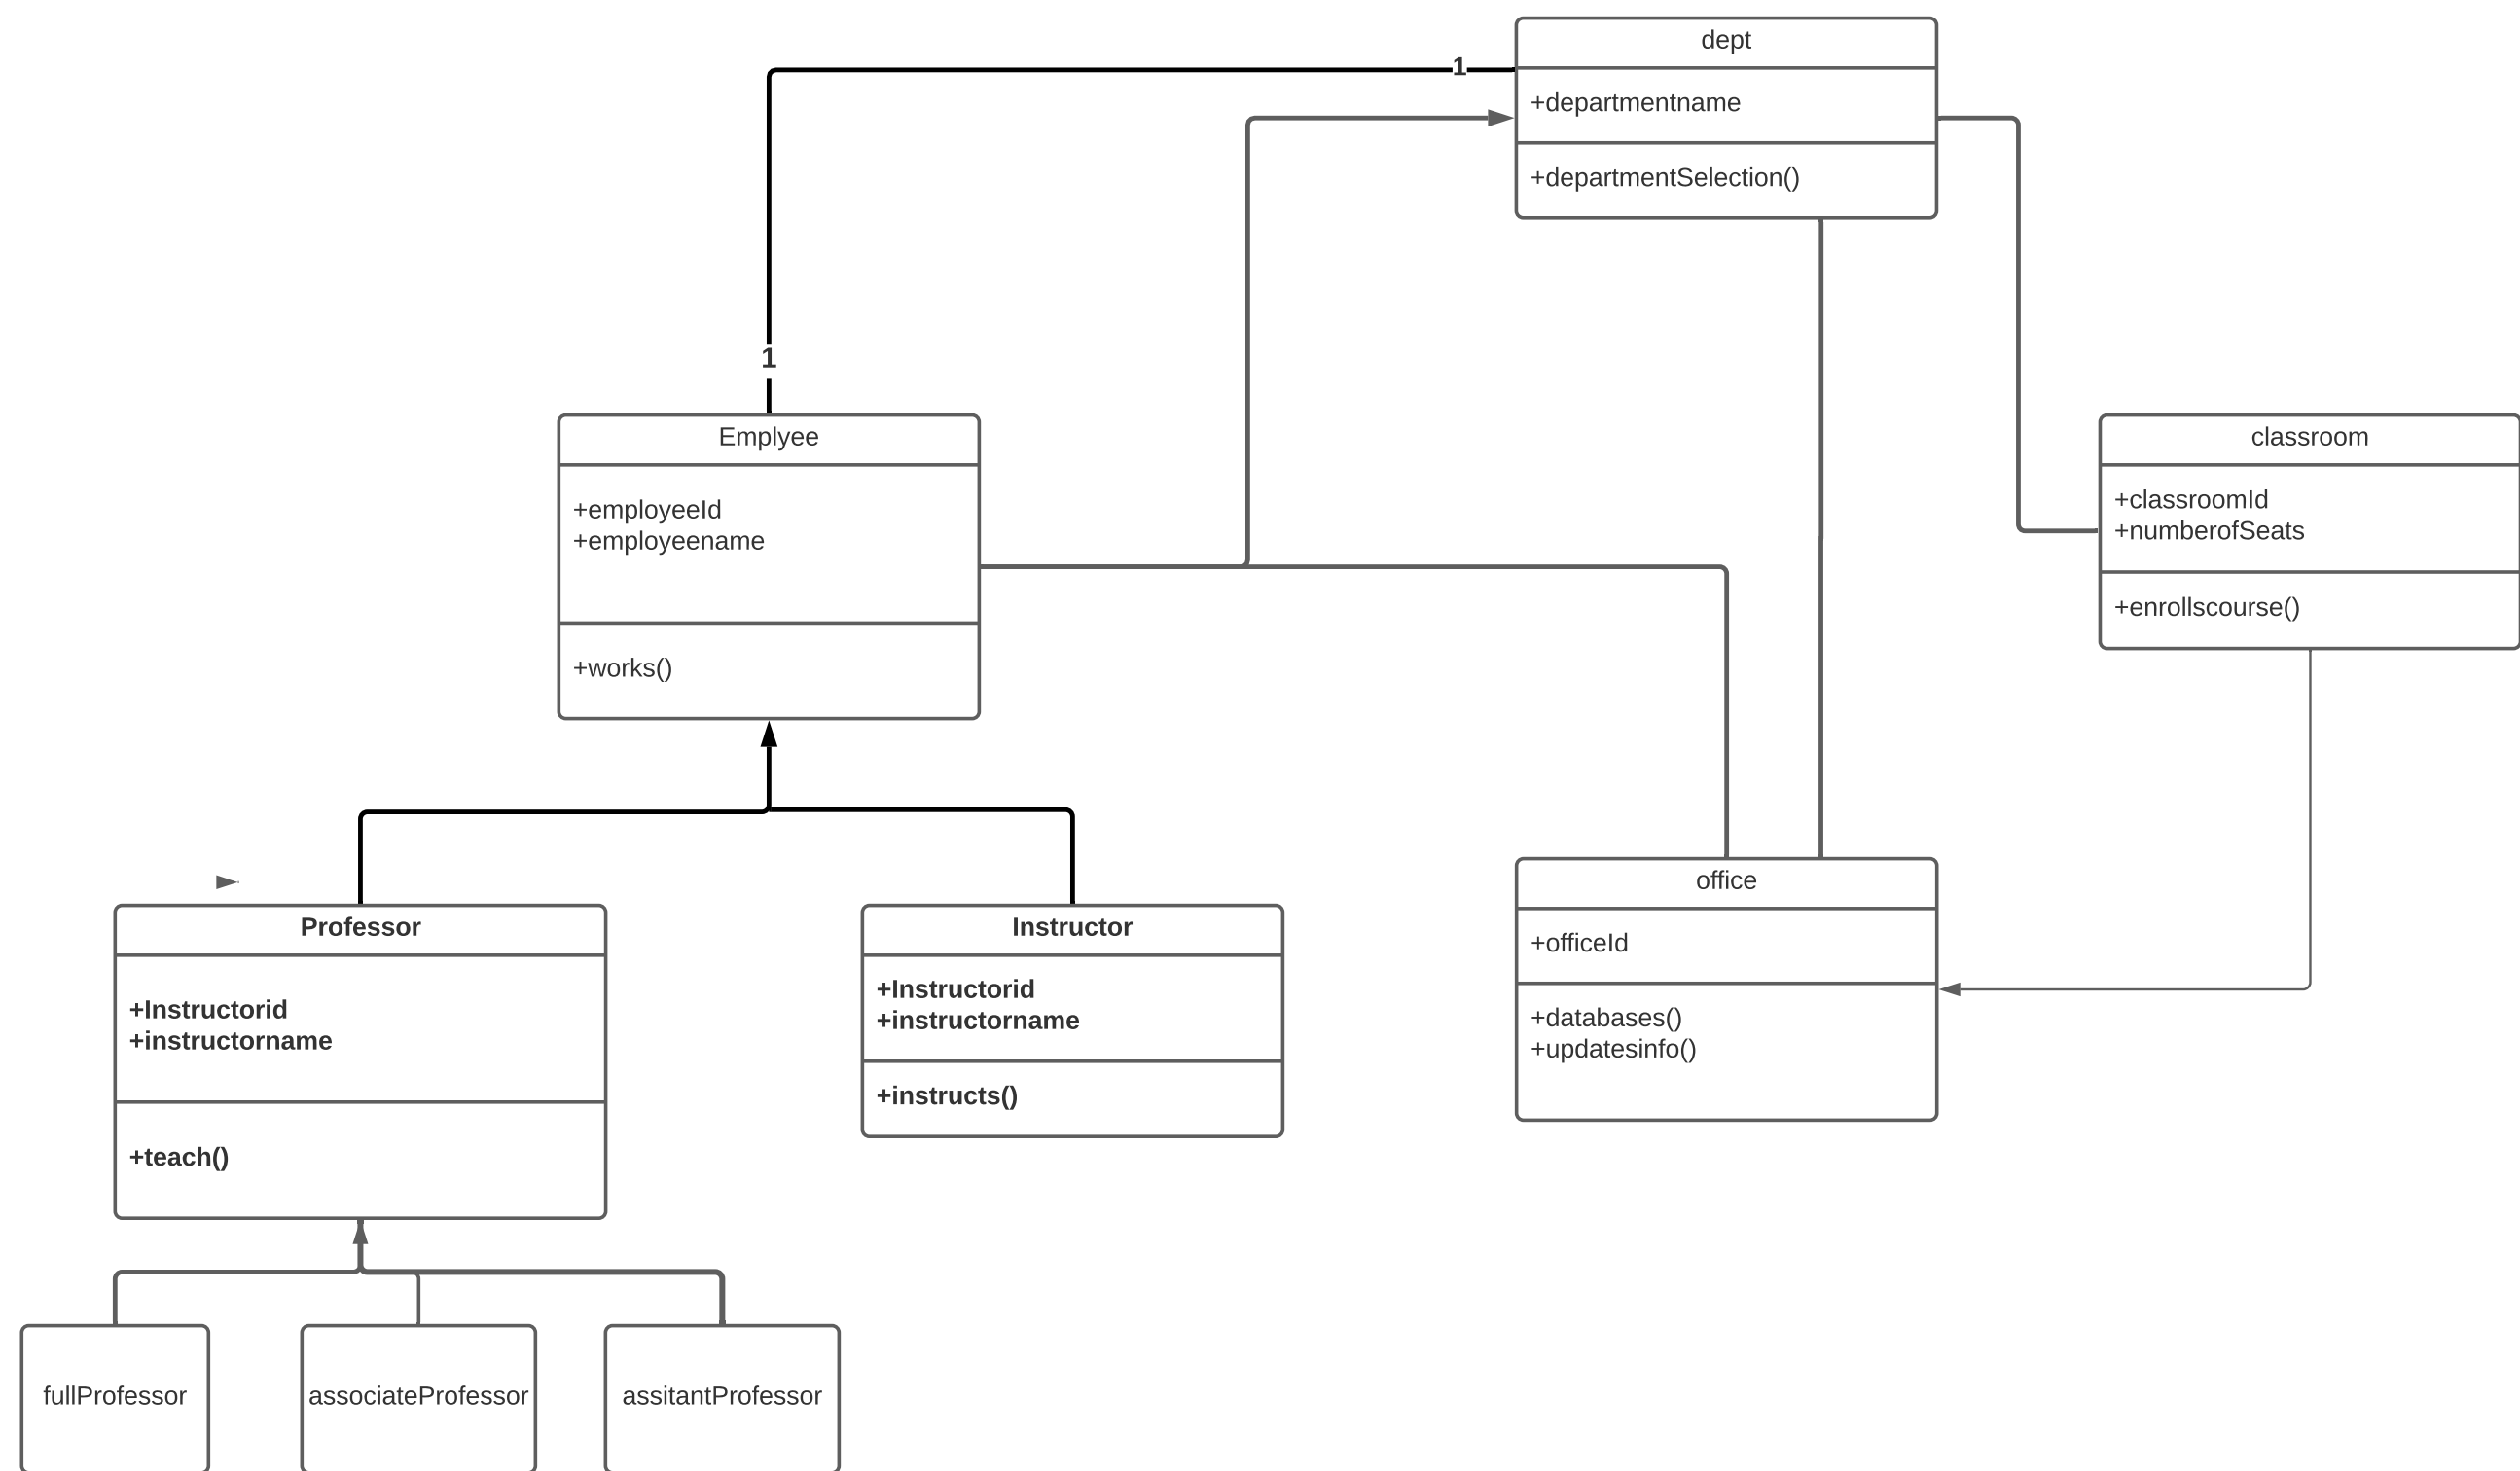 dept
+departmentname
+departmentSelection()
1
1
Emplyee
+employeeId
+employeename
+works()
classroom
+classroomId
+numberofSeats
+enrollscourse()
Professor
+Instructorid
+instructorname
+teach()
Instructor
+Instructorid
+instructorname
+instructs()
office
+officeId
+databases()
+updatesinfo()
fullProfessor
associateProfessor
assitantProfessor